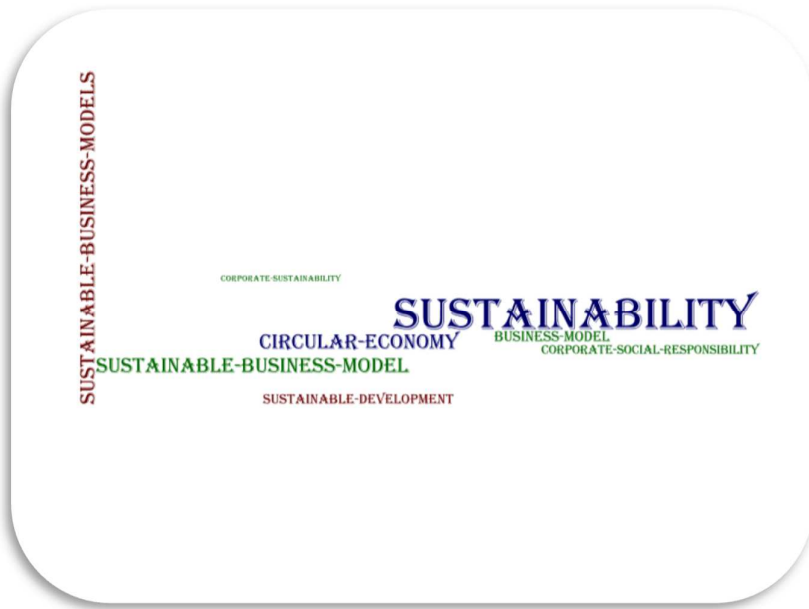 SUSTAINABLE-BUSINESS-MODELS
CORPORATE-SUSTAINABILITY
SUSTAINABILITY
BUSINESS-MODEL
CIRCULAR-ECONOMY
CORPORATE-SOCIAL-RESPONSIBILITY
SUSTAINABLE-BUSINESS-MODEL
SUSTAINABLE-DEVELOPMENT